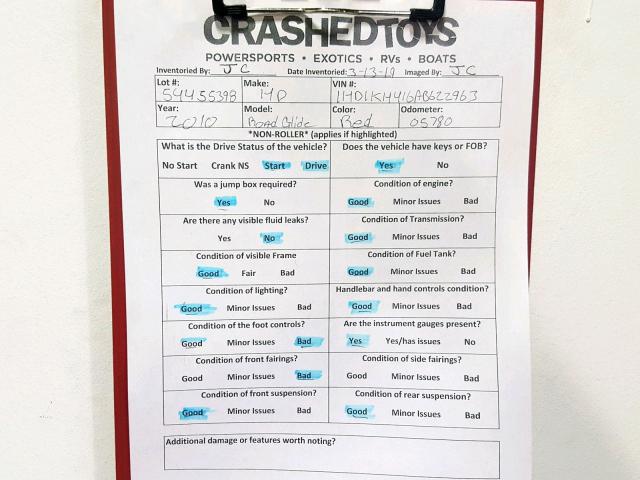 CRASHEDTOYS
POWERSPORTS • EXOTICS • RVs • BOATS
Inventoried By: JC Date Inventoried: 3-13-19 Imaged By: JC
Lot #: Make: VIN #:
54455398 HD
Year: Model: Color: Odometer:
2010 Road Glide Red 05780
*NON-ROLLER* (applies if highlighted)
What is the Drive Status of the vehicle? Does the vehicle have keys or FOB?
No Start Crank NS Start Drive Yes No
Was a jump box required? Condition of engine?
Yes No Good Minor Issues Bad
Are there any visible fluid leaks? Condition of Transmission?
Yes No Good Minor Issues Bad
Condition of visible Frame Condition of Fuel Tank?
Good Fair Bad Good Minor Issues Bad
Condition of lighting? Handlebar and hand controls condition?
Good Minor Issues Bad Good Minor Issues Bad
Condition of the foot controls? Are the instrument gauges present?
Good Minor Issues Bad Yes Yes/has issues No
Condition of front fairings? Condition of side fairings?
Good Minor Issues Bad Good Minor Issues Bad
Condition of front suspension? Condition of rear suspension?
Good Minor Issues Bad Good Minor Issues Bad
Additional damage or features worth noting?